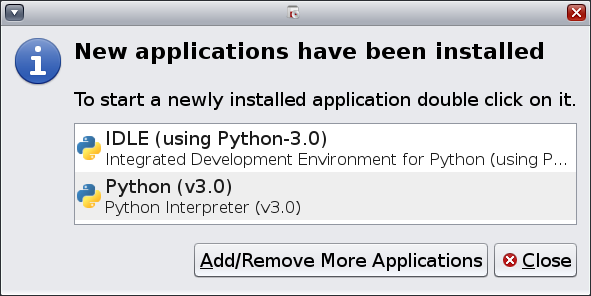 New applications have been installed
To start a newly installed application double click on it.
IDLE (using Python-3.0)
Integrated Development Environment for Python (using P...
Python (v3.0)
Python Interpreter (v3.0)
Add/Remove More Applications
Close